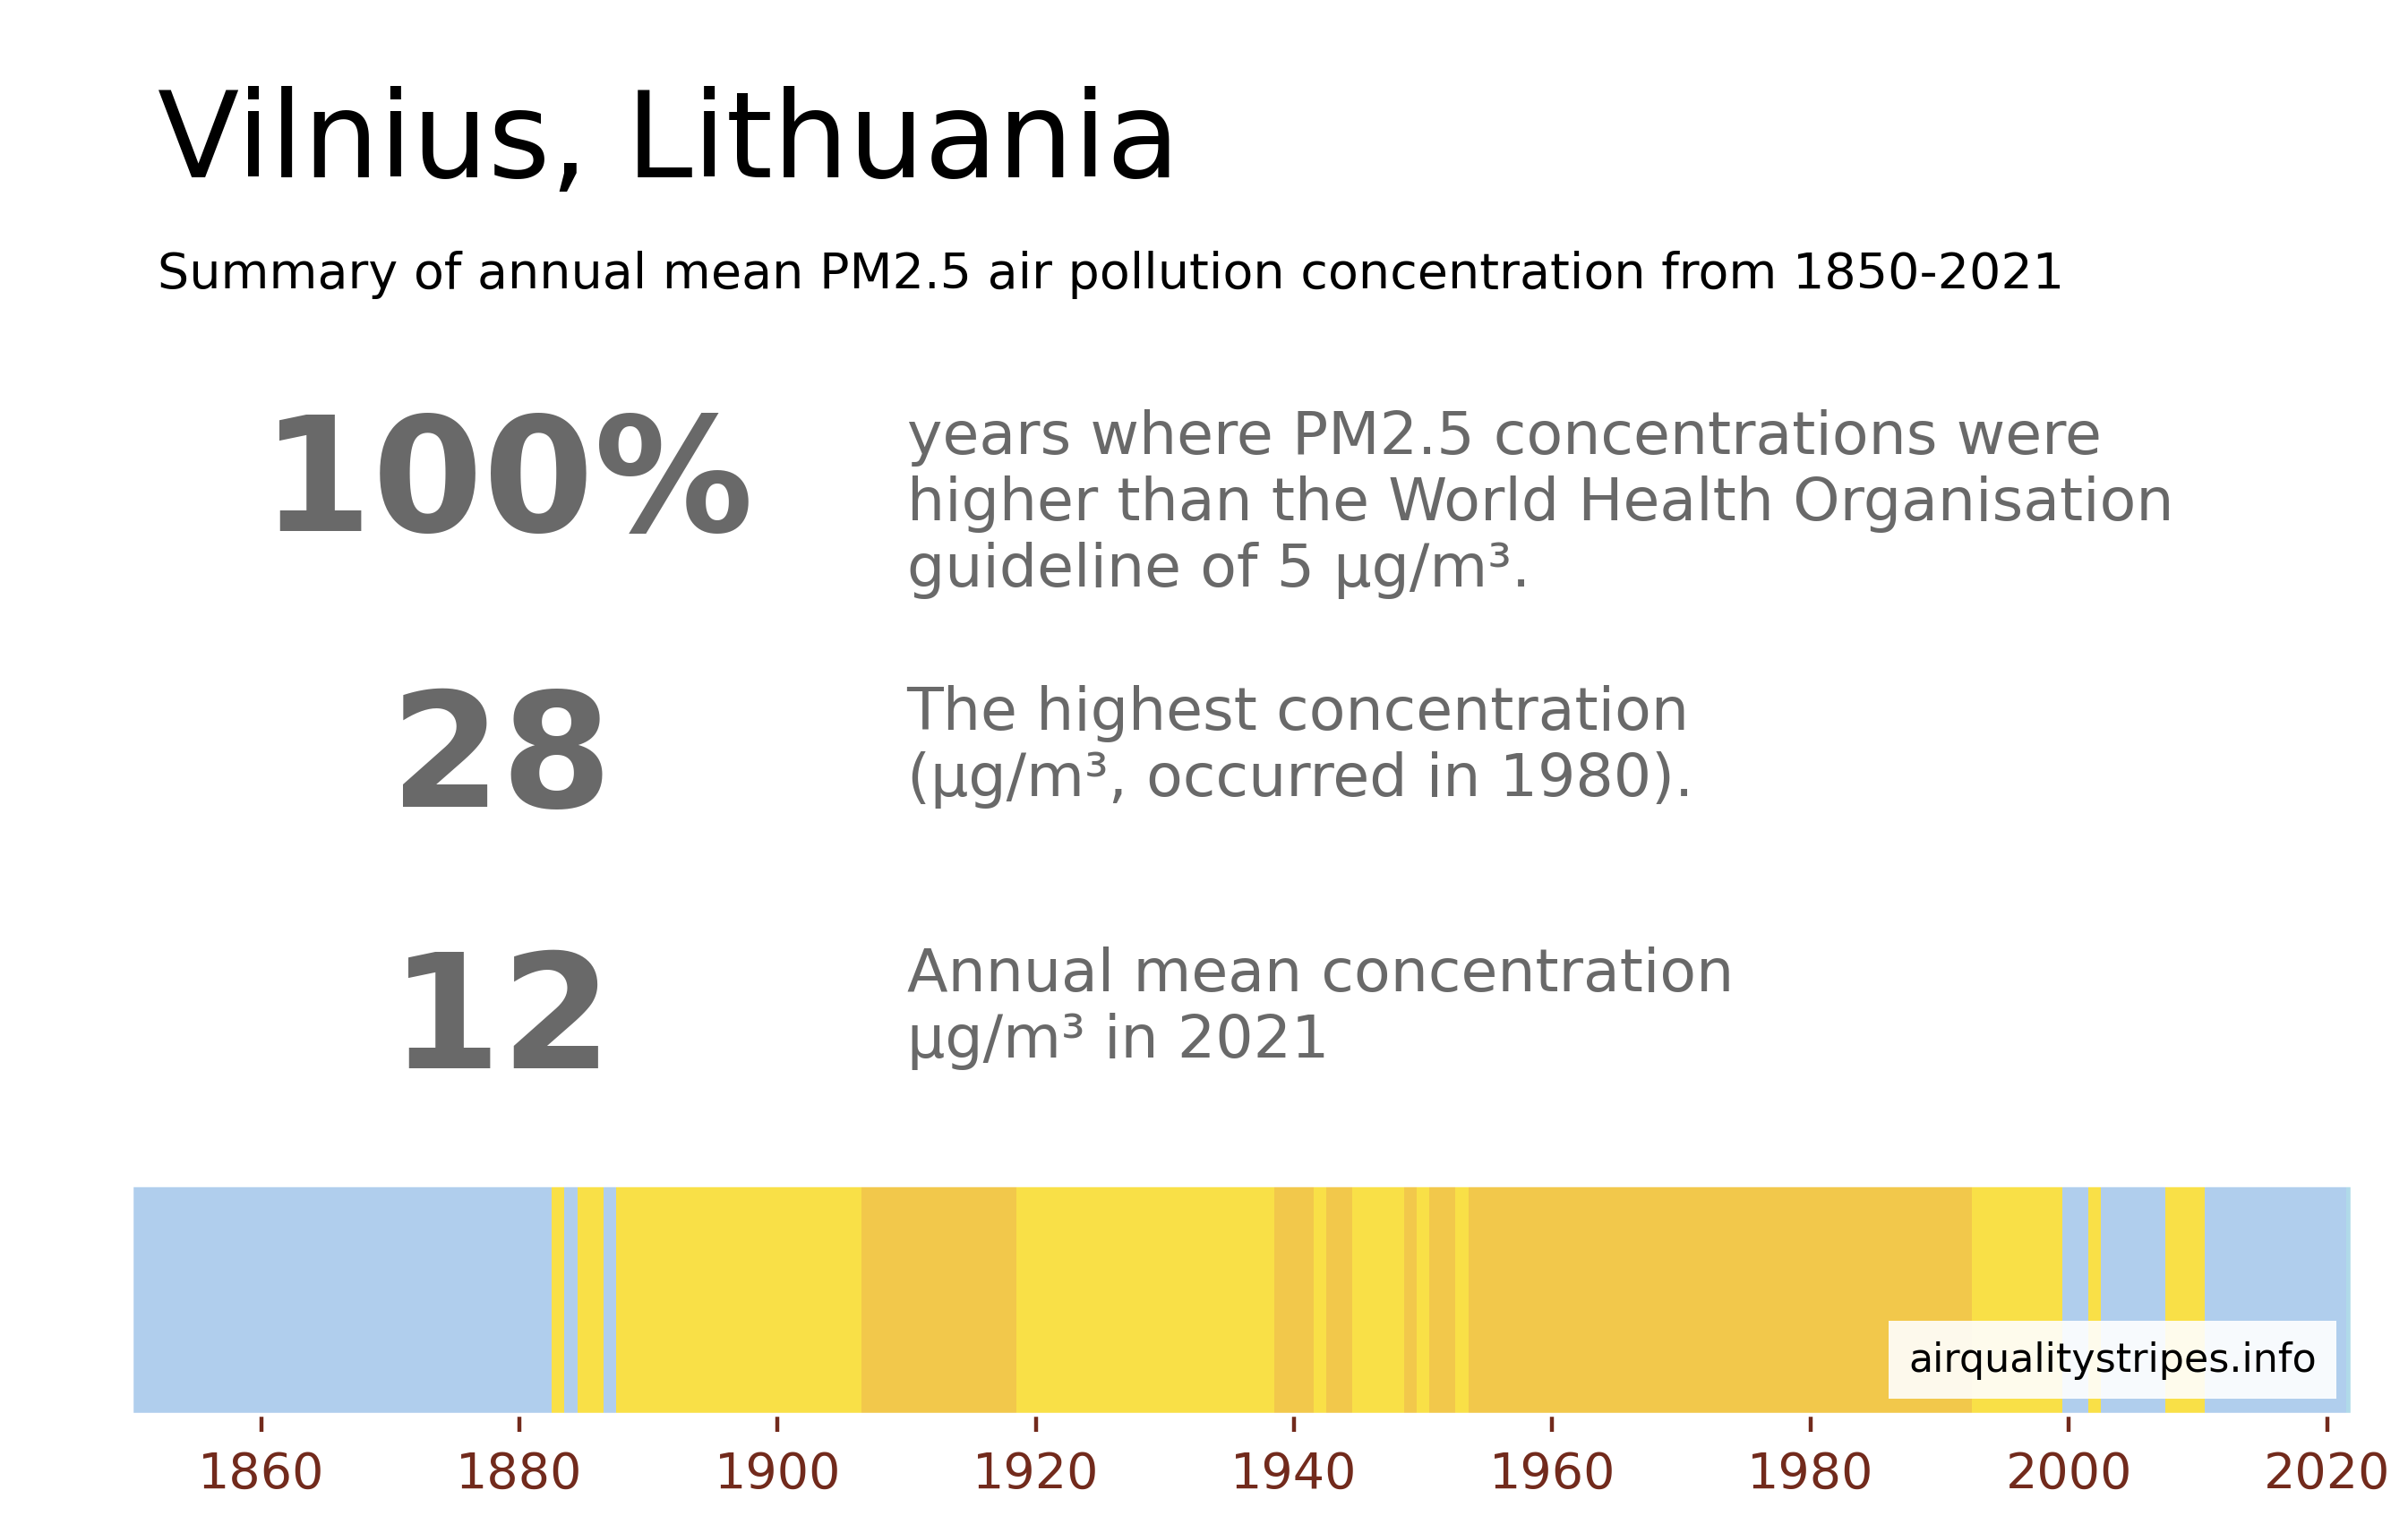 Vilnius, Lithuania
Summary of annual mean PM2.5 air pollution concentration from 1850-2021
100%
years where PM2.5 concentrations were
higher than the World Health Organisation
guideline of 5 µg/m³.
28
The highest concentration
(µg/m³, occurred in 1980).
12
Annual mean concentration
µg/m³ in 2021
airqualitystripes.info
1860 1880 1900 1920 1940 1960 1980 2000 2020